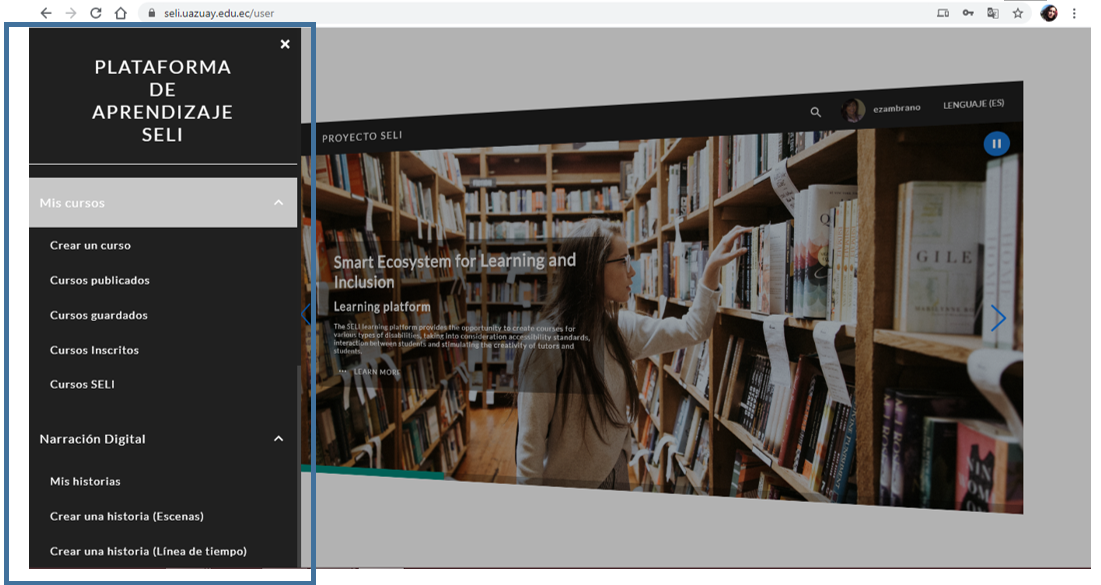 seli.uazuay.edu.ec/user
PLATAFORMA
DE
APRENDIZAJE
SELI
Mis cursos
Crear un curso
Cursos publicados
Cursos guardados
Cursos Inscritos
Cursos SELI
Narración Digital
Mis historias
Crear una historia (Escenas)
Crear una historia (Línea de tiempo)
PROYECTO SELI
ezambrano
LENGUAJE (ES)
Smart Ecosystem for Learning and
Inclusion
Learning platform
The SELI learning platform provides the opportunity to create courses for
various types of disabilities, taking into consideration accessibility standards,
interaction between students and stimulating the creativity of tutors and
students.
LEARN MORE
GILE